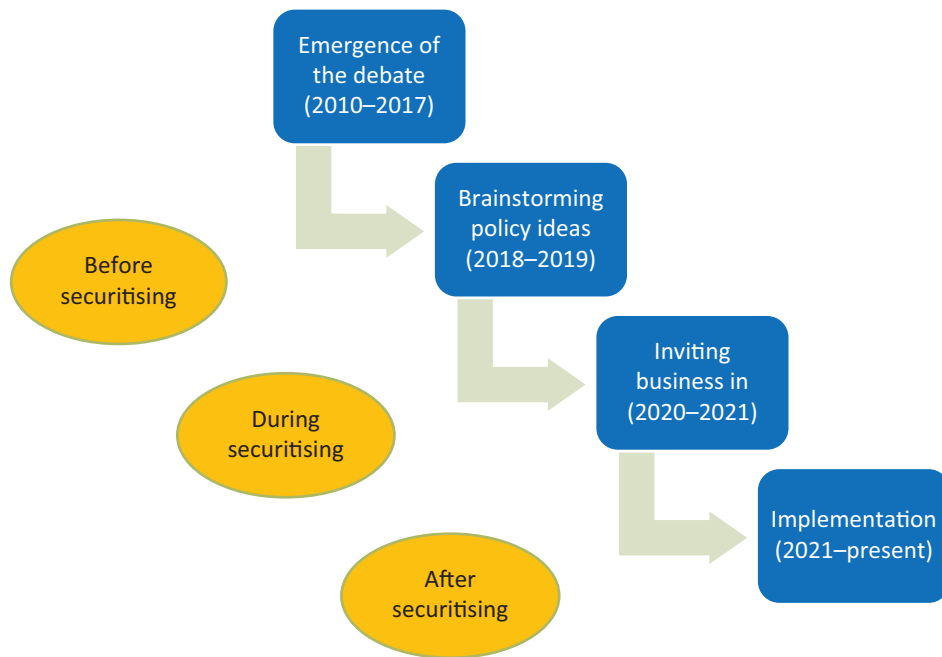 Emergence of
the debate
(2010–2017)
Brainstorming
policy ideas
(2018–2019)
Before
securitising
Inviting
business in
(2020–2021)
During
securitising
Implementation
(2021–present)
After
securitising